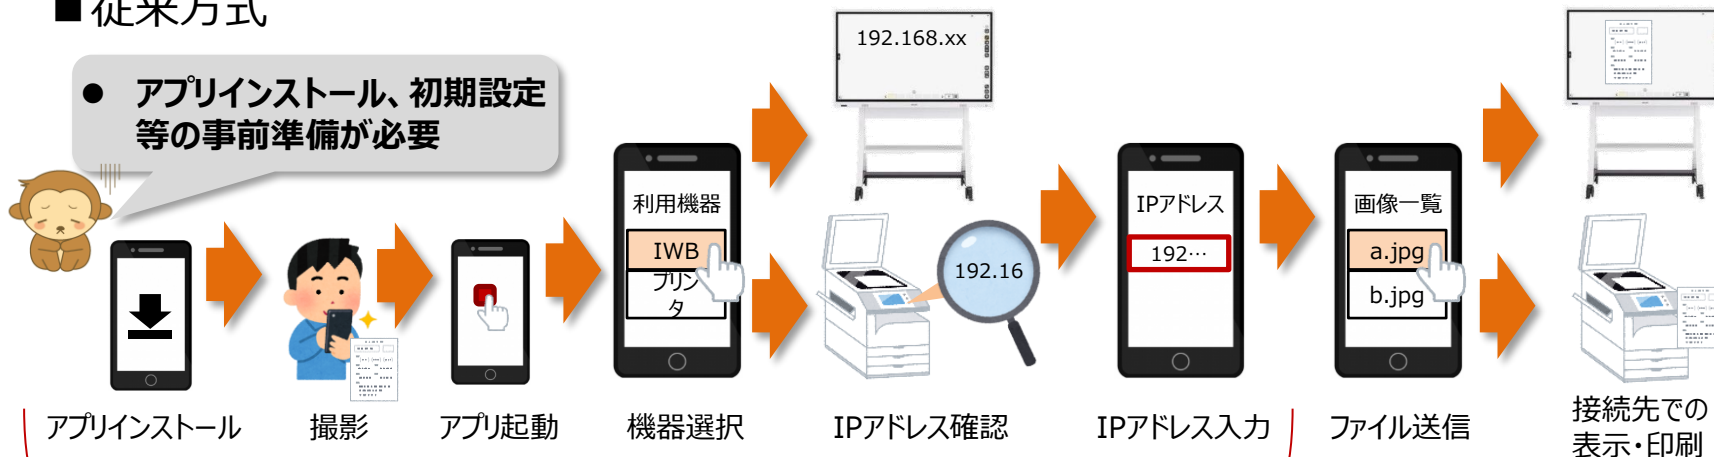 ■従来方式
● アプリインストール、初期設定
等の事前準備が必要
192.168.xx
利用機器
IWB
プリン
タ
192.16
IPアドレス
192…
画像一覧
a.jpg
b.jpg
アプリインストール
撮影
アプリ起動
機器選択
IPアドレス確認
IPアドレス入力
ファイル送信
接続先での
表示・印刷